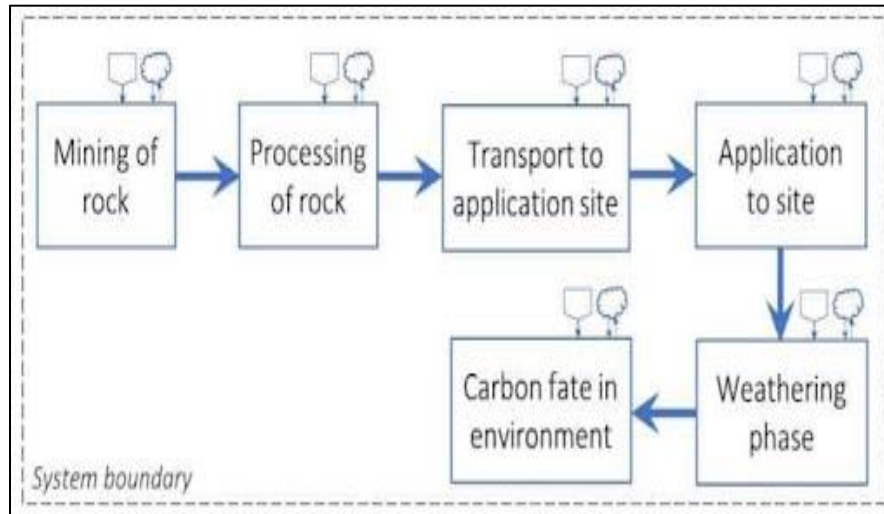 Mining of
rock
Processing
of rock
Transport to
application site
Application
to site
Weathering
phase
Carbon fate in
environment
System boundary